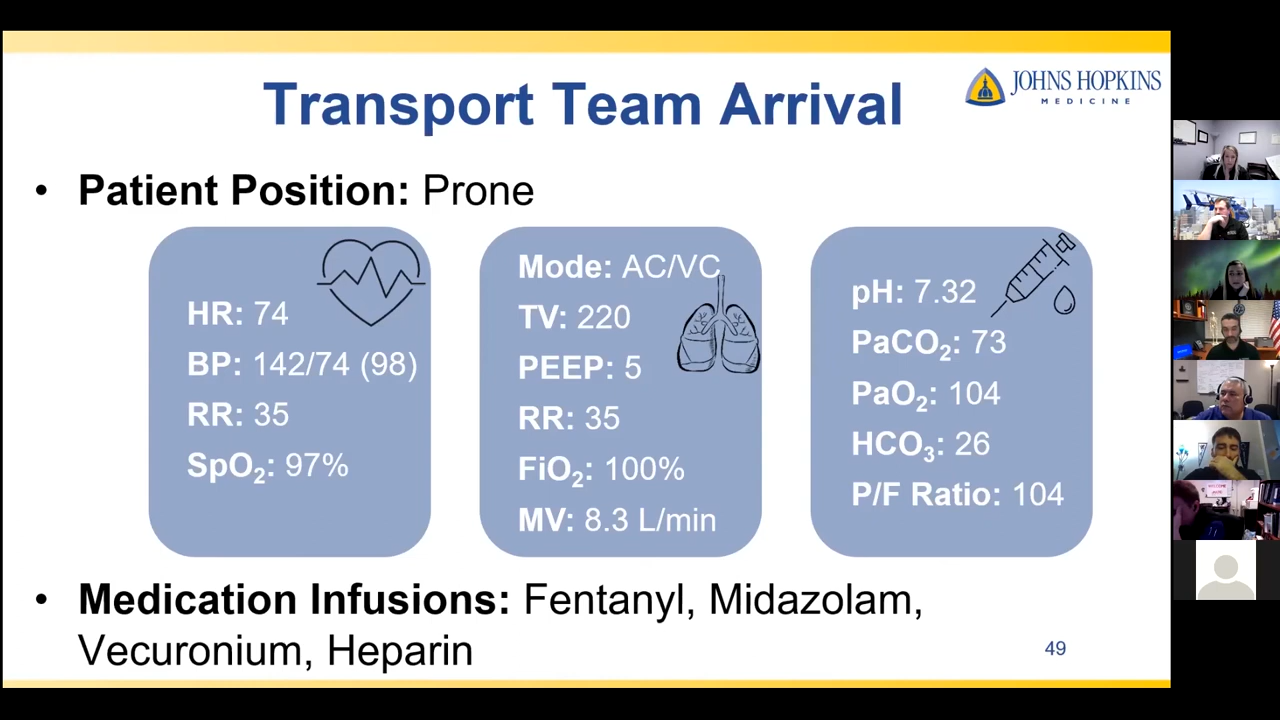 Transport Team Arrival
JOHNS HOPKINS
MEDICINE
• Patient Position: Prone
HR: 74
BP: 142/74 (98)
RR: 35
SpO₂: 97%
Mode: AC/VC
TV: 220
PEEP: 5
RR: 35
FiO₂: 100%
MV: 8.3 L/min
pH: 7.32
PaCO₂: 73
PaO₂: 104
HCO₃: 26
P/F Ratio: 104
• Medication Infusions: Fentanyl, Midazolam,
Vecuronium, Heparin
49